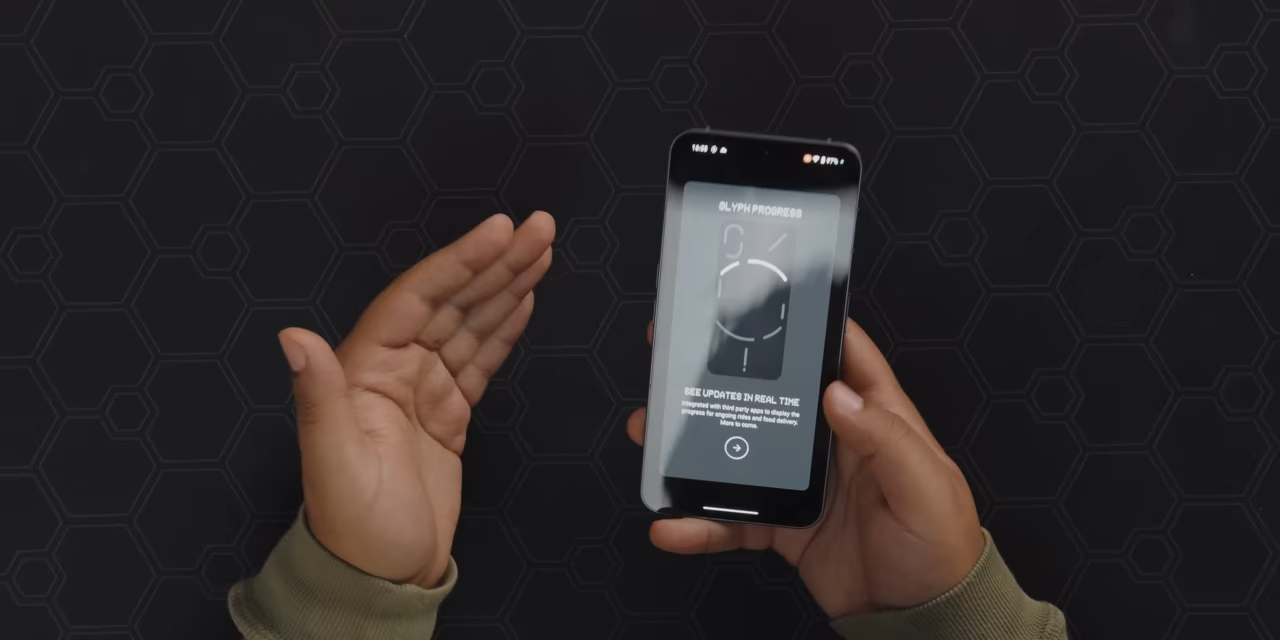 GLYPH PROGRESS
SEE UPDATES IN REAL TIME
Integrated with third party apps to display the
progress for ongoing rides and food delivery.
More to come.